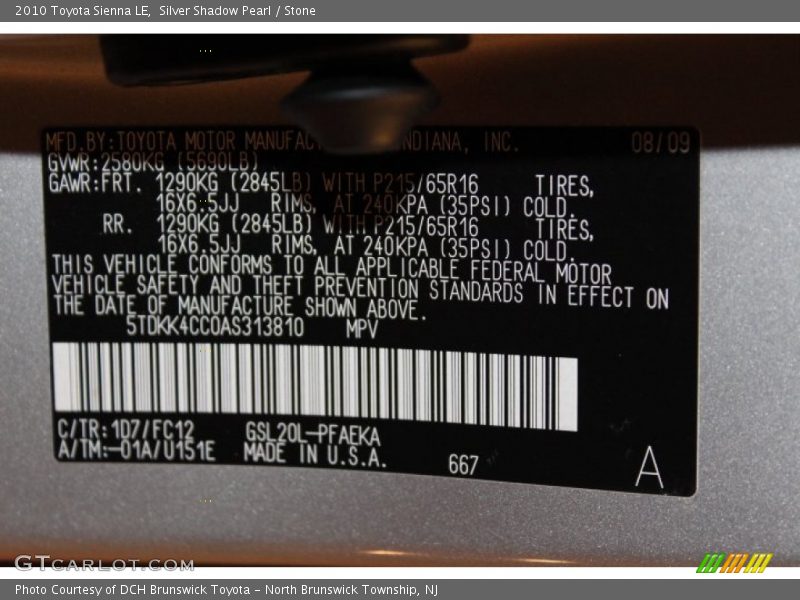 2010 Toyota Sienna LE, Silver Shadow Pearl / Stone
MFD.BY:TOYOTA MOTOR MANUFAC NDIANA, INC. 08/09
GVWR:2580KG (5690LB)
GAWR:FRT. 1290KG (2845LB) WITH P215/65R16 TIRES,
16X6.5JJ RIMS, AT 240KPA (35PSI) COLD.
RR. 1290KG (2845LB) WITH P215/65R16 TIRES,
16X6.5JJ RIMS, AT 240KPA (35PSI) COLD.
THIS VEHICLE CONFORMS TO ALL APPLICABLE FEDERAL MOTOR
VEHICLE SAFETY AND THEFT PREVENTION STANDARDS IN EFFECT ON
THE DATE OF MANUFACTURE SHOWN ABOVE.
5TDKK4CC0AS313810 MPV
C/TR:1D7/FC12 GSL20L-PFAEKA
A/TM:-01A/U151E MADE IN U.S.A. 667 A
GTCARLOT.COM
Photo Courtesy of DCH Brunswick Toyota - North Brunswick Township, NJ